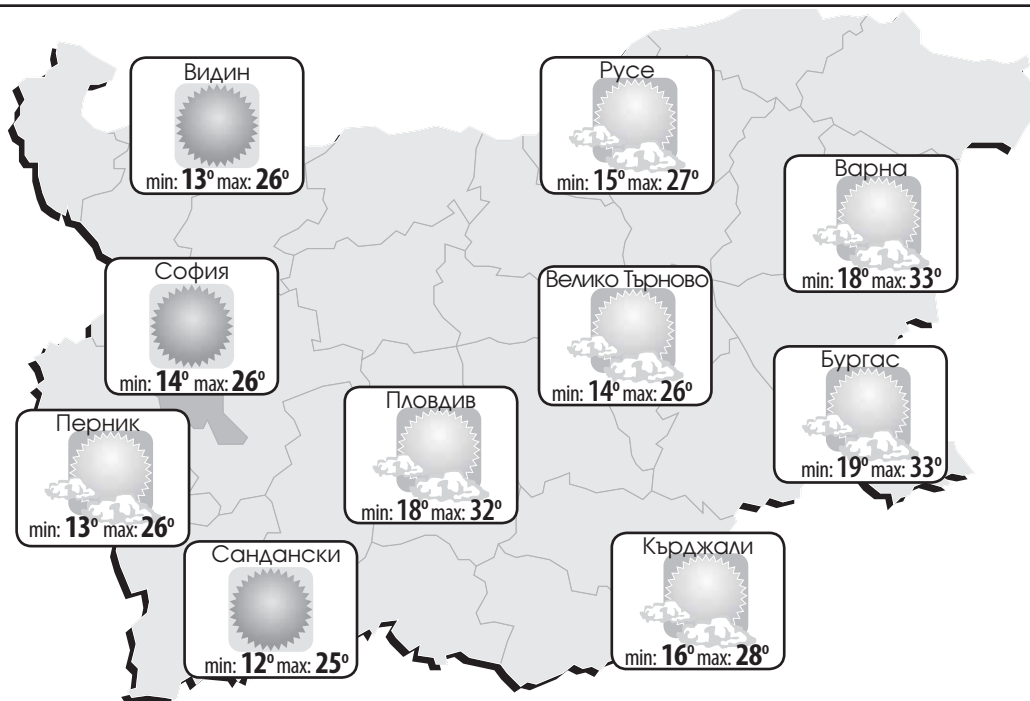 Видин
min: 13° max: 26°
Русе
min: 15° max: 27°
Варна
min: 18° max: 33°
София
min: 14° max: 26°
Велико Търново
min: 14° max: 26°
Бургас
min: 19° max: 33°
Пловдив
min: 18° max: 32°
Перник
min: 13° max: 26°
Сандански
min: 12° max: 25°
Кърджали
min: 16° max: 28°